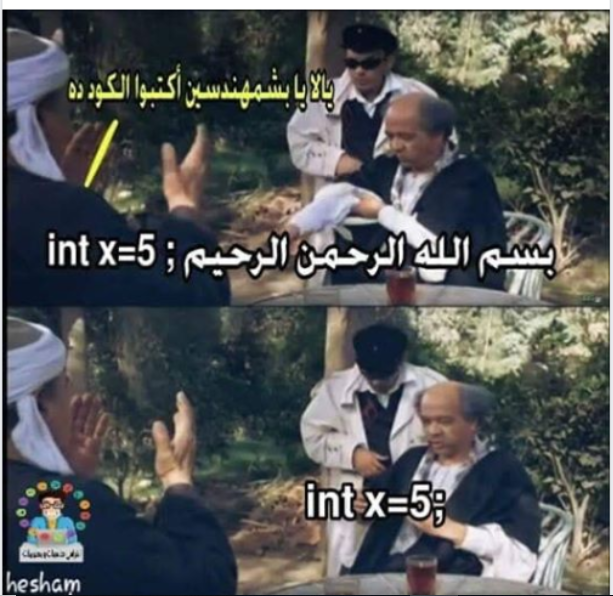 يالا يا بشمهندسين أكتبوا الكود ده
بسم الله الرحمن الرحيم ; int x=5
int x=5;
hesham